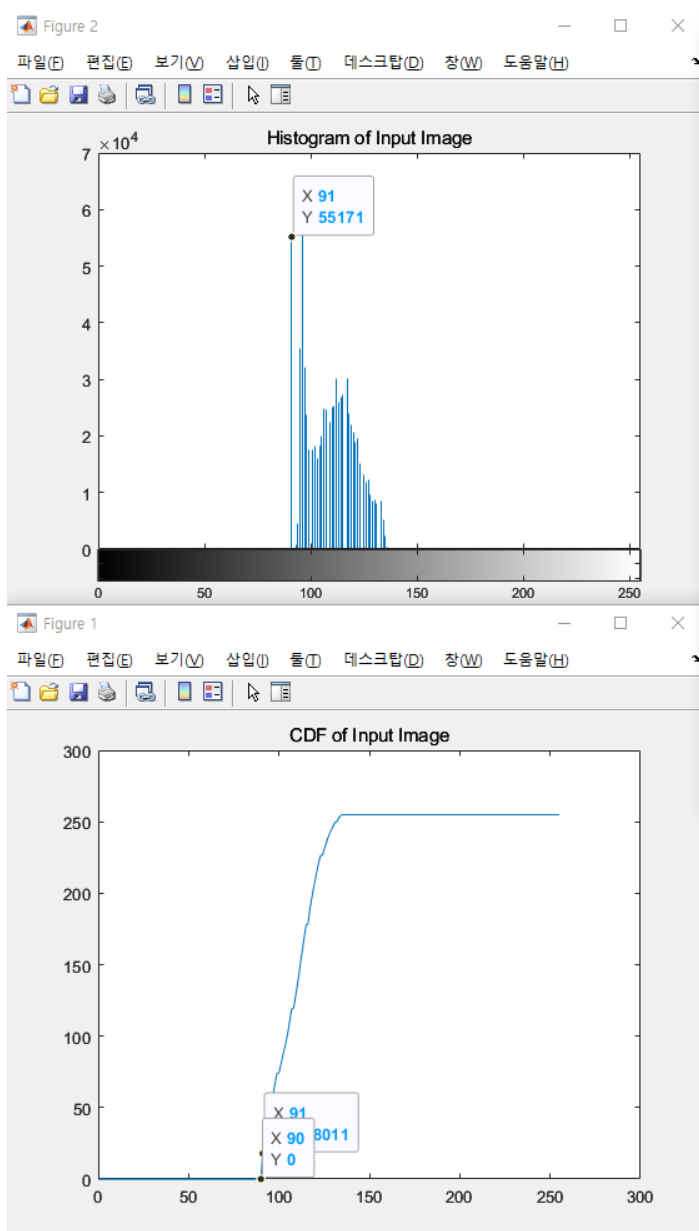 Figure 2
파일(F) 편집(E) 보기(V) 삽입(I) 툴(T) 데스크탑(D) 창(W) 도움말(H)
Histogram of Input Image
×10⁴
7
6
5
4
3
2
1
0
X 91
Y 55171
0 50 100 150 200 250
Figure 1
파일(F) 편집(E) 보기(V) 삽입(I) 툴(T) 데스크탑(D) 창(W) 도움말(H)
CDF of Input Image
300
250
200
150
100
50
0
X 91
8011
X 90
Y 0
0 50 100 150 200 250 300